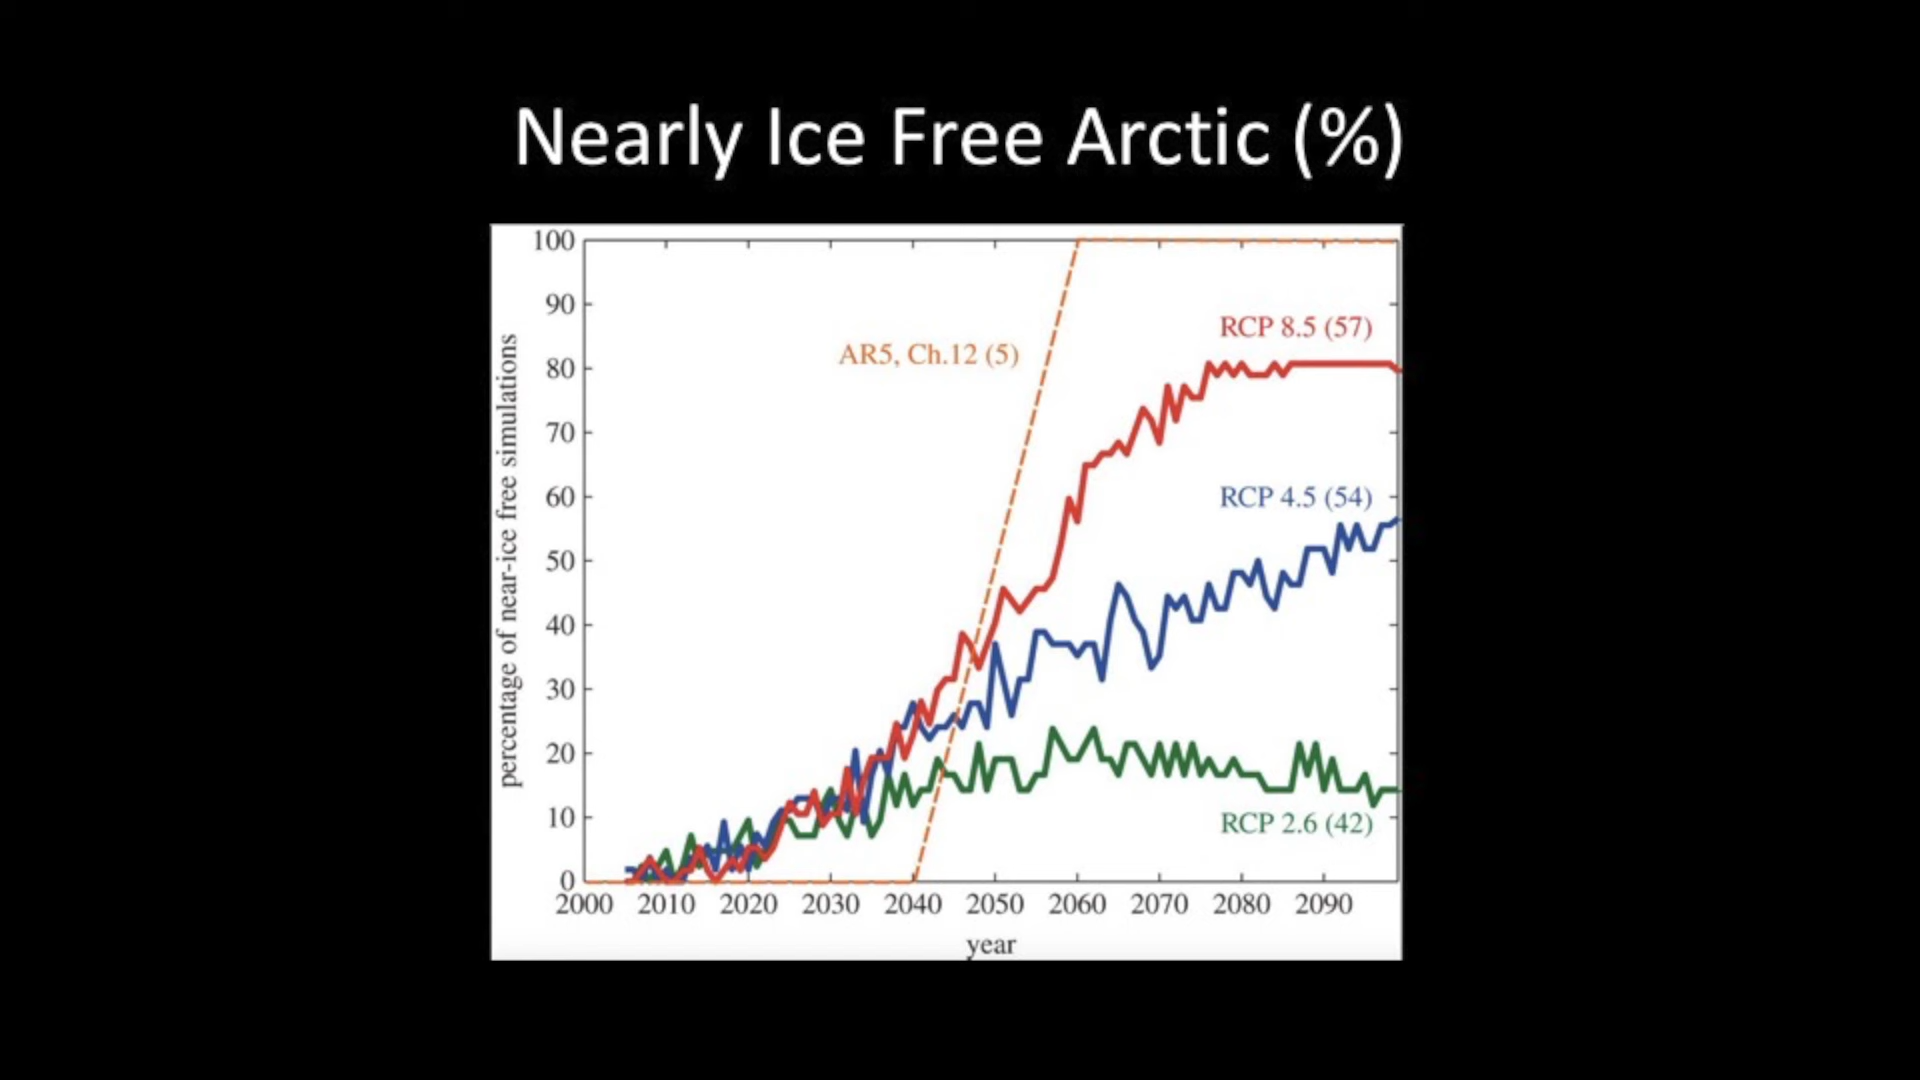 Nearly Ice Free Arctic (%)
percentage of near-ice free simulations
100
90
80
70
60
50
40
30
20
10
0
AR5, Ch.12 (5)
RCP 8.5 (57)
RCP 4.5 (54)
RCP 2.6 (42)
2000 2010 2020 2030 2040 2050 2060 2070 2080 2090
year